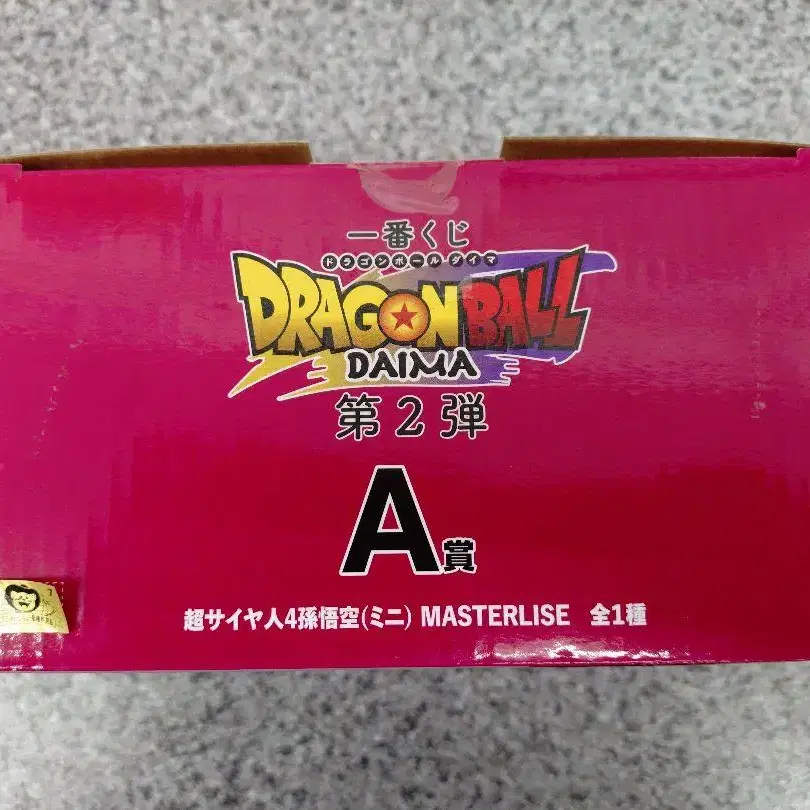 一番くじ
ドラゴンボール ダイマ
DRAGON BALL
DAIMA
第2弾
A賞
超サイヤ人4孫悟空(ミニ) MASTERLISE 全1種